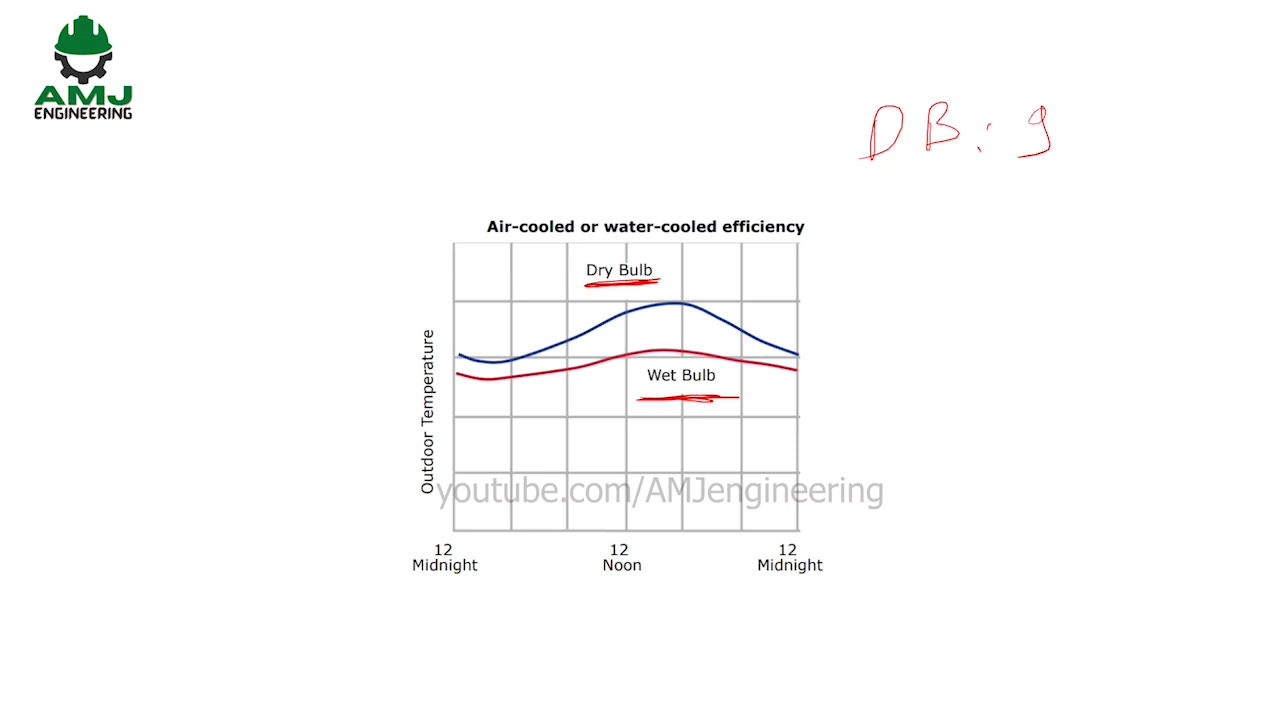 AMJ
ENGINEERING
DB: 9
Air-cooled or water-cooled efficiency
Dry Bulb
Wet Bulb
Outdoor Temperature
youtube.com/AMJengineering
12 12 12
Midnight Noon Midnight